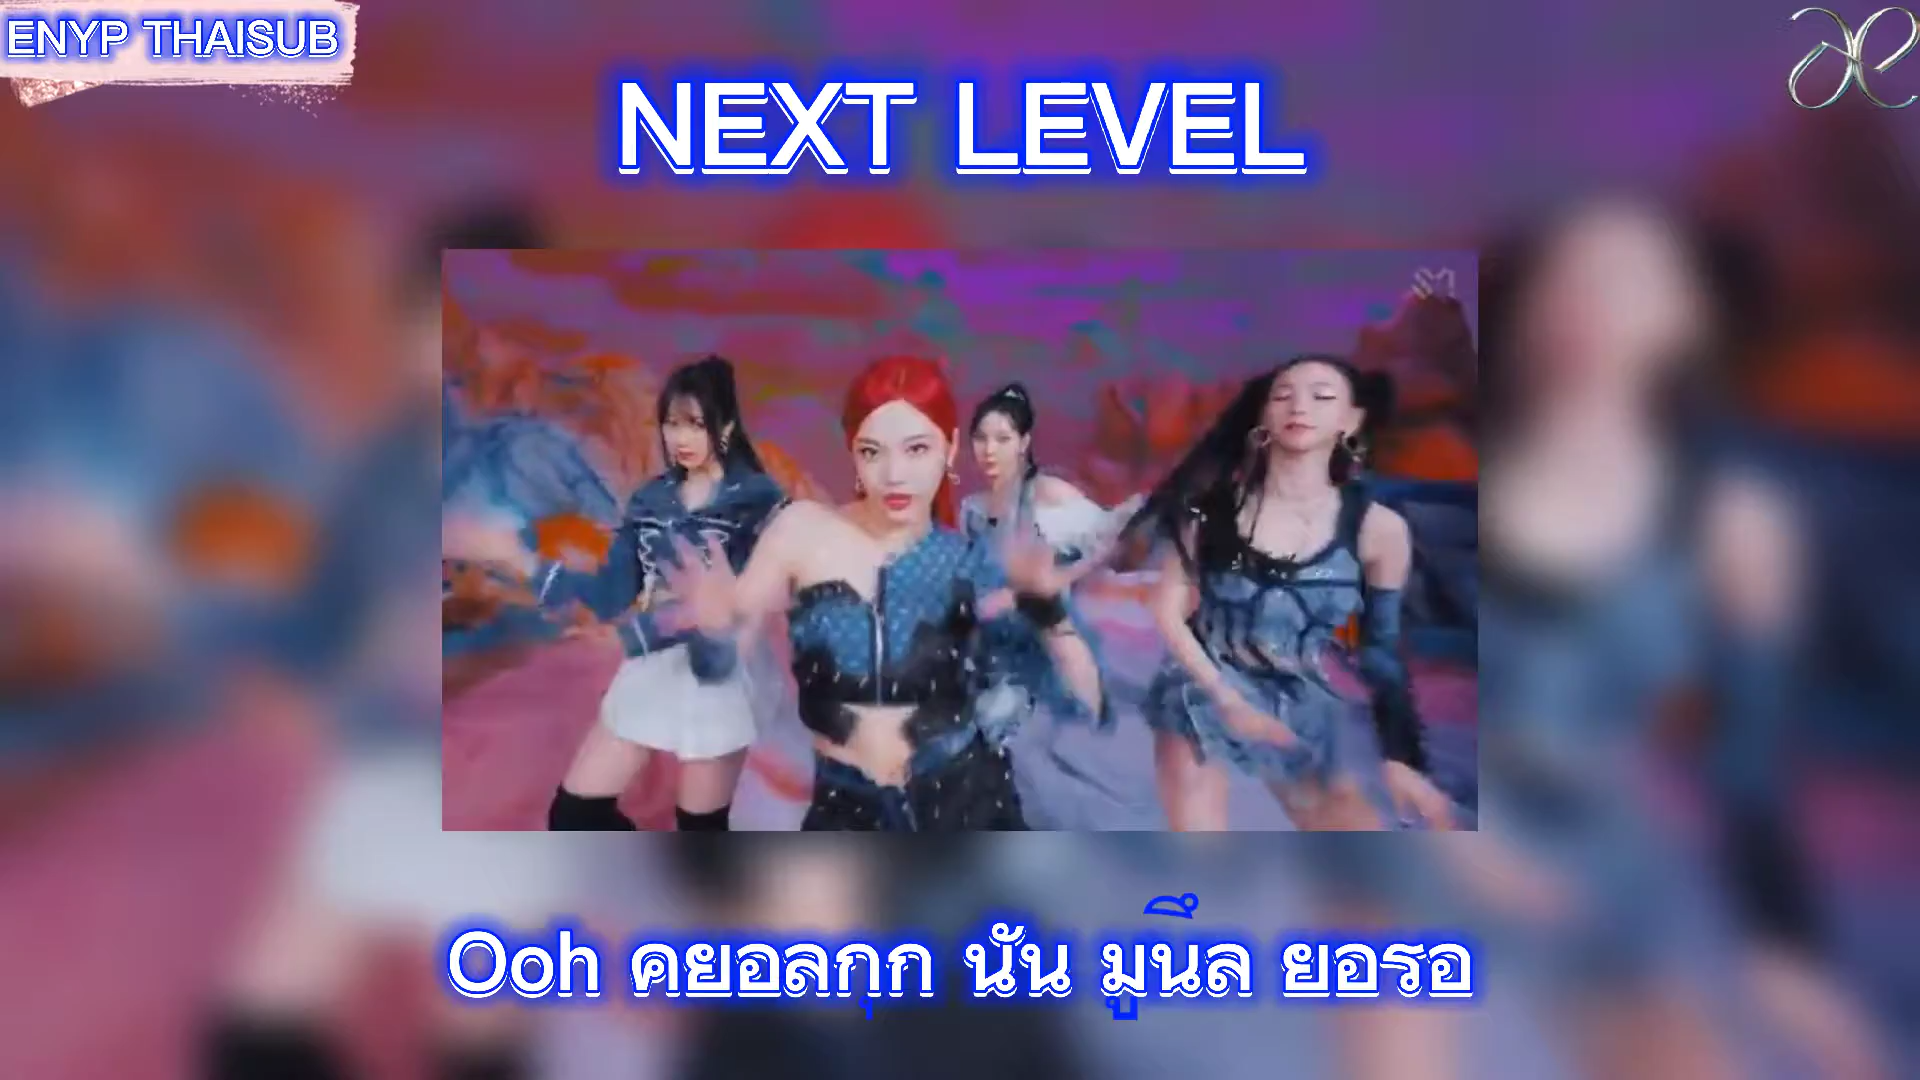 ENYP THAISUB
æ
NEXT LEVEL
SM
Ooh คยอลกุก นัน มูนึล ยอรอ